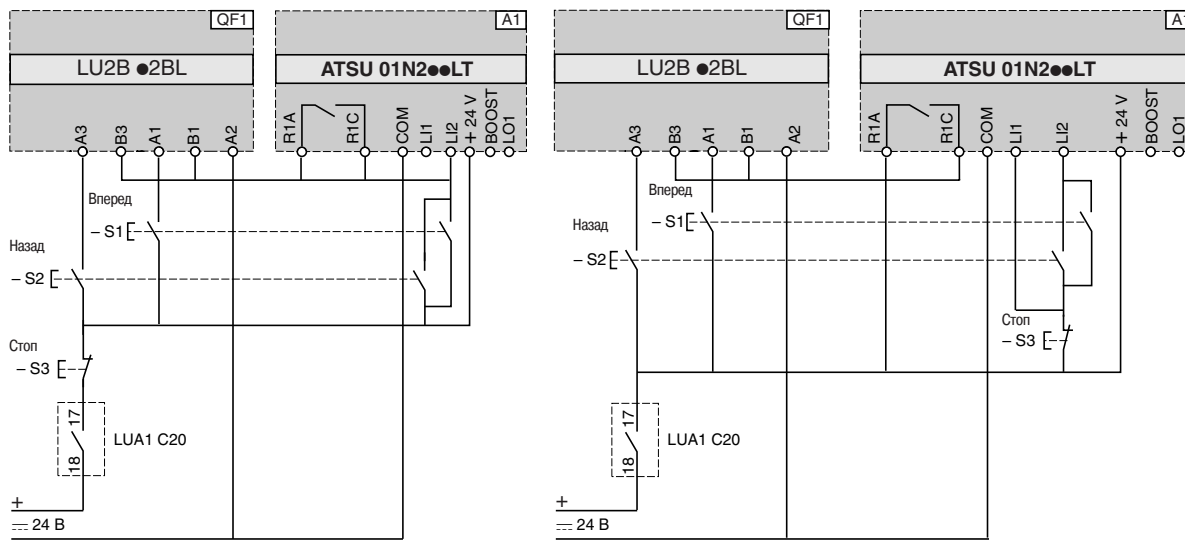 QF1
A1
LU2B ●2BL
ATSU 01N2●●LT
A3
B3
A1
B1
A2
R1A
R1C
COM
LI1
LI2
+ 24 V
BOOST
LO1
Вперед
– S1
Назад
– S2
Стоп
– S3
17
18
LUA1 C20
+
24 В
QF1
A1
LU2B ●2BL
ATSU 01N2●●LT
A3
B3
A1
B1
A2
R1A
R1C
COM
LI1
LI2
+ 24 V
BOOST
LO1
Вперед
– S1
Назад
– S2
Стоп
– S3
17
18
LUA1 C20
+
24 В